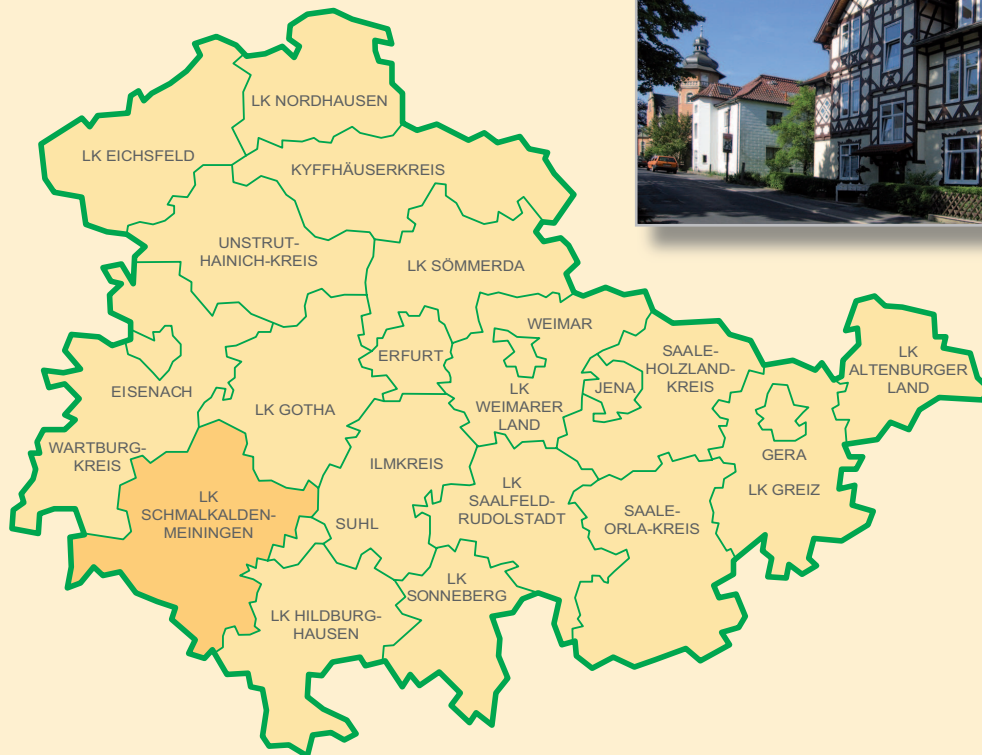 LK NORDHAUSEN
LK EICHSFELD
KYFFHÄUSERKREIS
UNSTRUT-
HAINICH-KREIS
LK SÖMMERDA
WEIMAR
ERFURT
SAALE-
HOLZLAND-
KREIS
LK
ALTENBURGER
LAND
EISENACH
JENA
LK
WEIMARER
LAND
LK GOTHA
WARTBURG-
KREIS
ILMKREIS
GERA
LK GREIZ
LK
SCHMALKALDEN-
MEININGEN
LK
SAALFELD-
RUDOLSTADT
SUHL
SAALE-
ORLA-KREIS
LK
SONNEBERG
LK HILDBURG-
HAUSEN